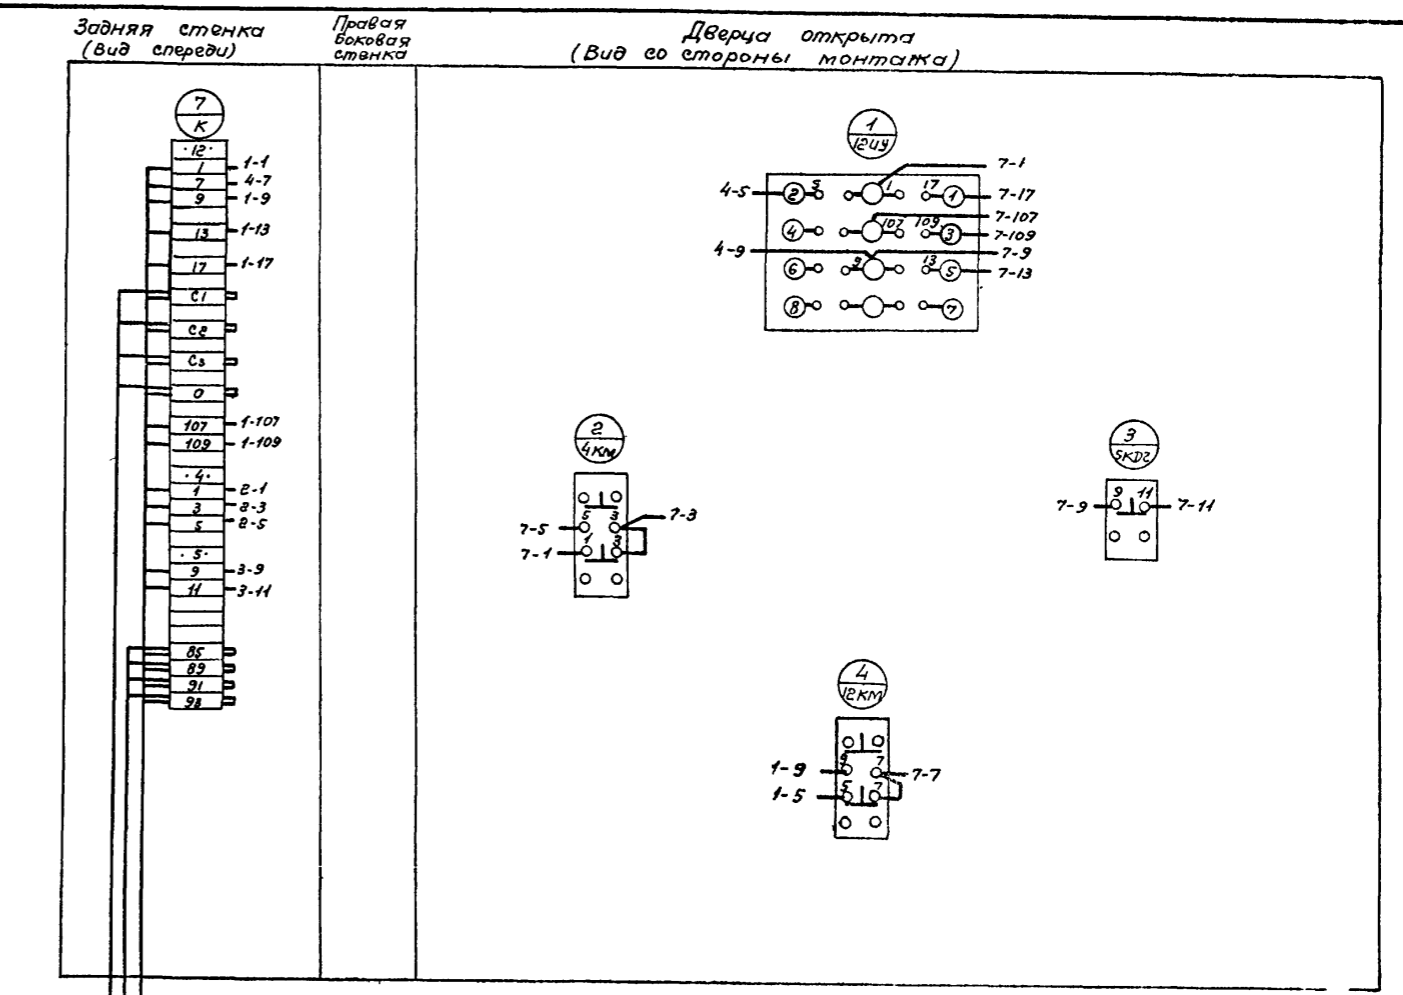 Задняя стенка
(Вид спереди)
Правая
боковая
стенка
Дверца открыта
(Вид со стороны монтажа)
7
К
·12·
1 1-1
7 4-7
9 1-9
13 1-13
17 1-17
С1
С2
С3
О
107 1-107
109 1-109
·4·
1 2-1
3 2-3
5 2-5
·5·
9 3-9
11 3-11
85
89
91
93
1
12ИУ
7-1
4-5 2 5 1 17 1 7-17
7-107
4 107 109 3 7-109
4-9 7-9
6 9 13 5 7-13
8 7
2
4КМ
5 3 7-3
7-5
7-1 1 3
3
5КД2
9 11
7-9 7-11
4
12КМ
1-9 9 7 7-7
1-5 5 7